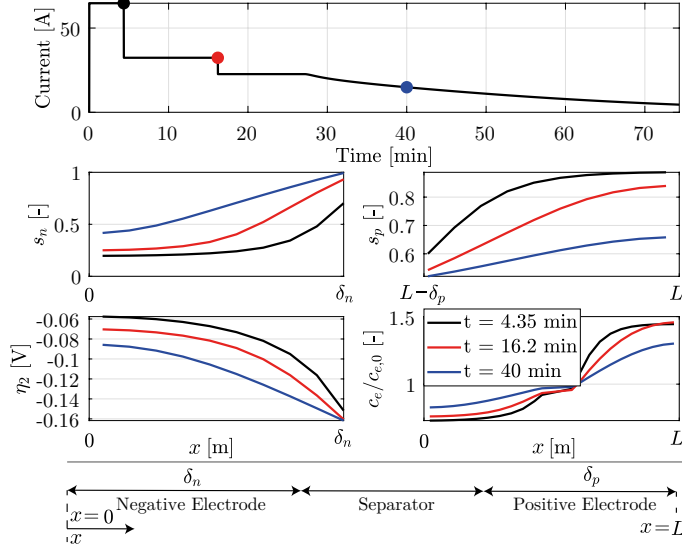 Current [A]
50
0
0 10 20 30 40 50 60 70
Time [min]
s_n [-]
1
0.5
0
0 δ_n
s_p [-]
0.8
0.7
0.6
L−δ_p L
η_2 [V]
-0.06
-0.08
-0.1
-0.12
-0.14
-0.16
0 δ_n
x [m]
c_e/c_{e,0} [-]
1.5
1
t = 4.35 min
t = 16.2 min
t = 40 min
0 L
x [m]
δ_n δ_p
Negative Electrode Separator Positive Electrode
x=0 x=L
x